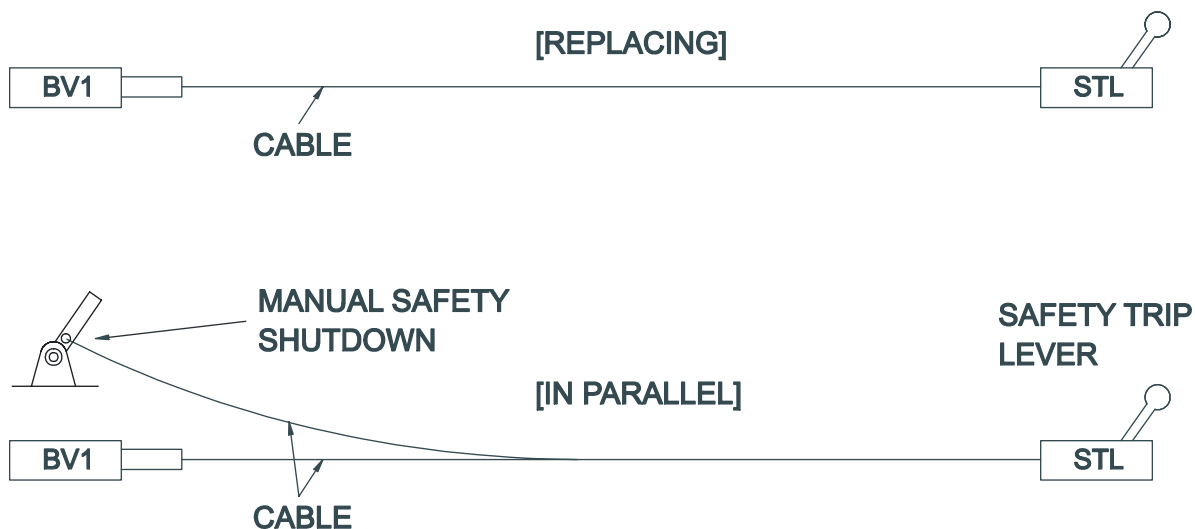 [REPLACING]
BV1
STL
CABLE
MANUAL SAFETY
SHUTDOWN
SAFETY TRIP
LEVER
[IN PARALLEL]
BV1
STL
CABLE